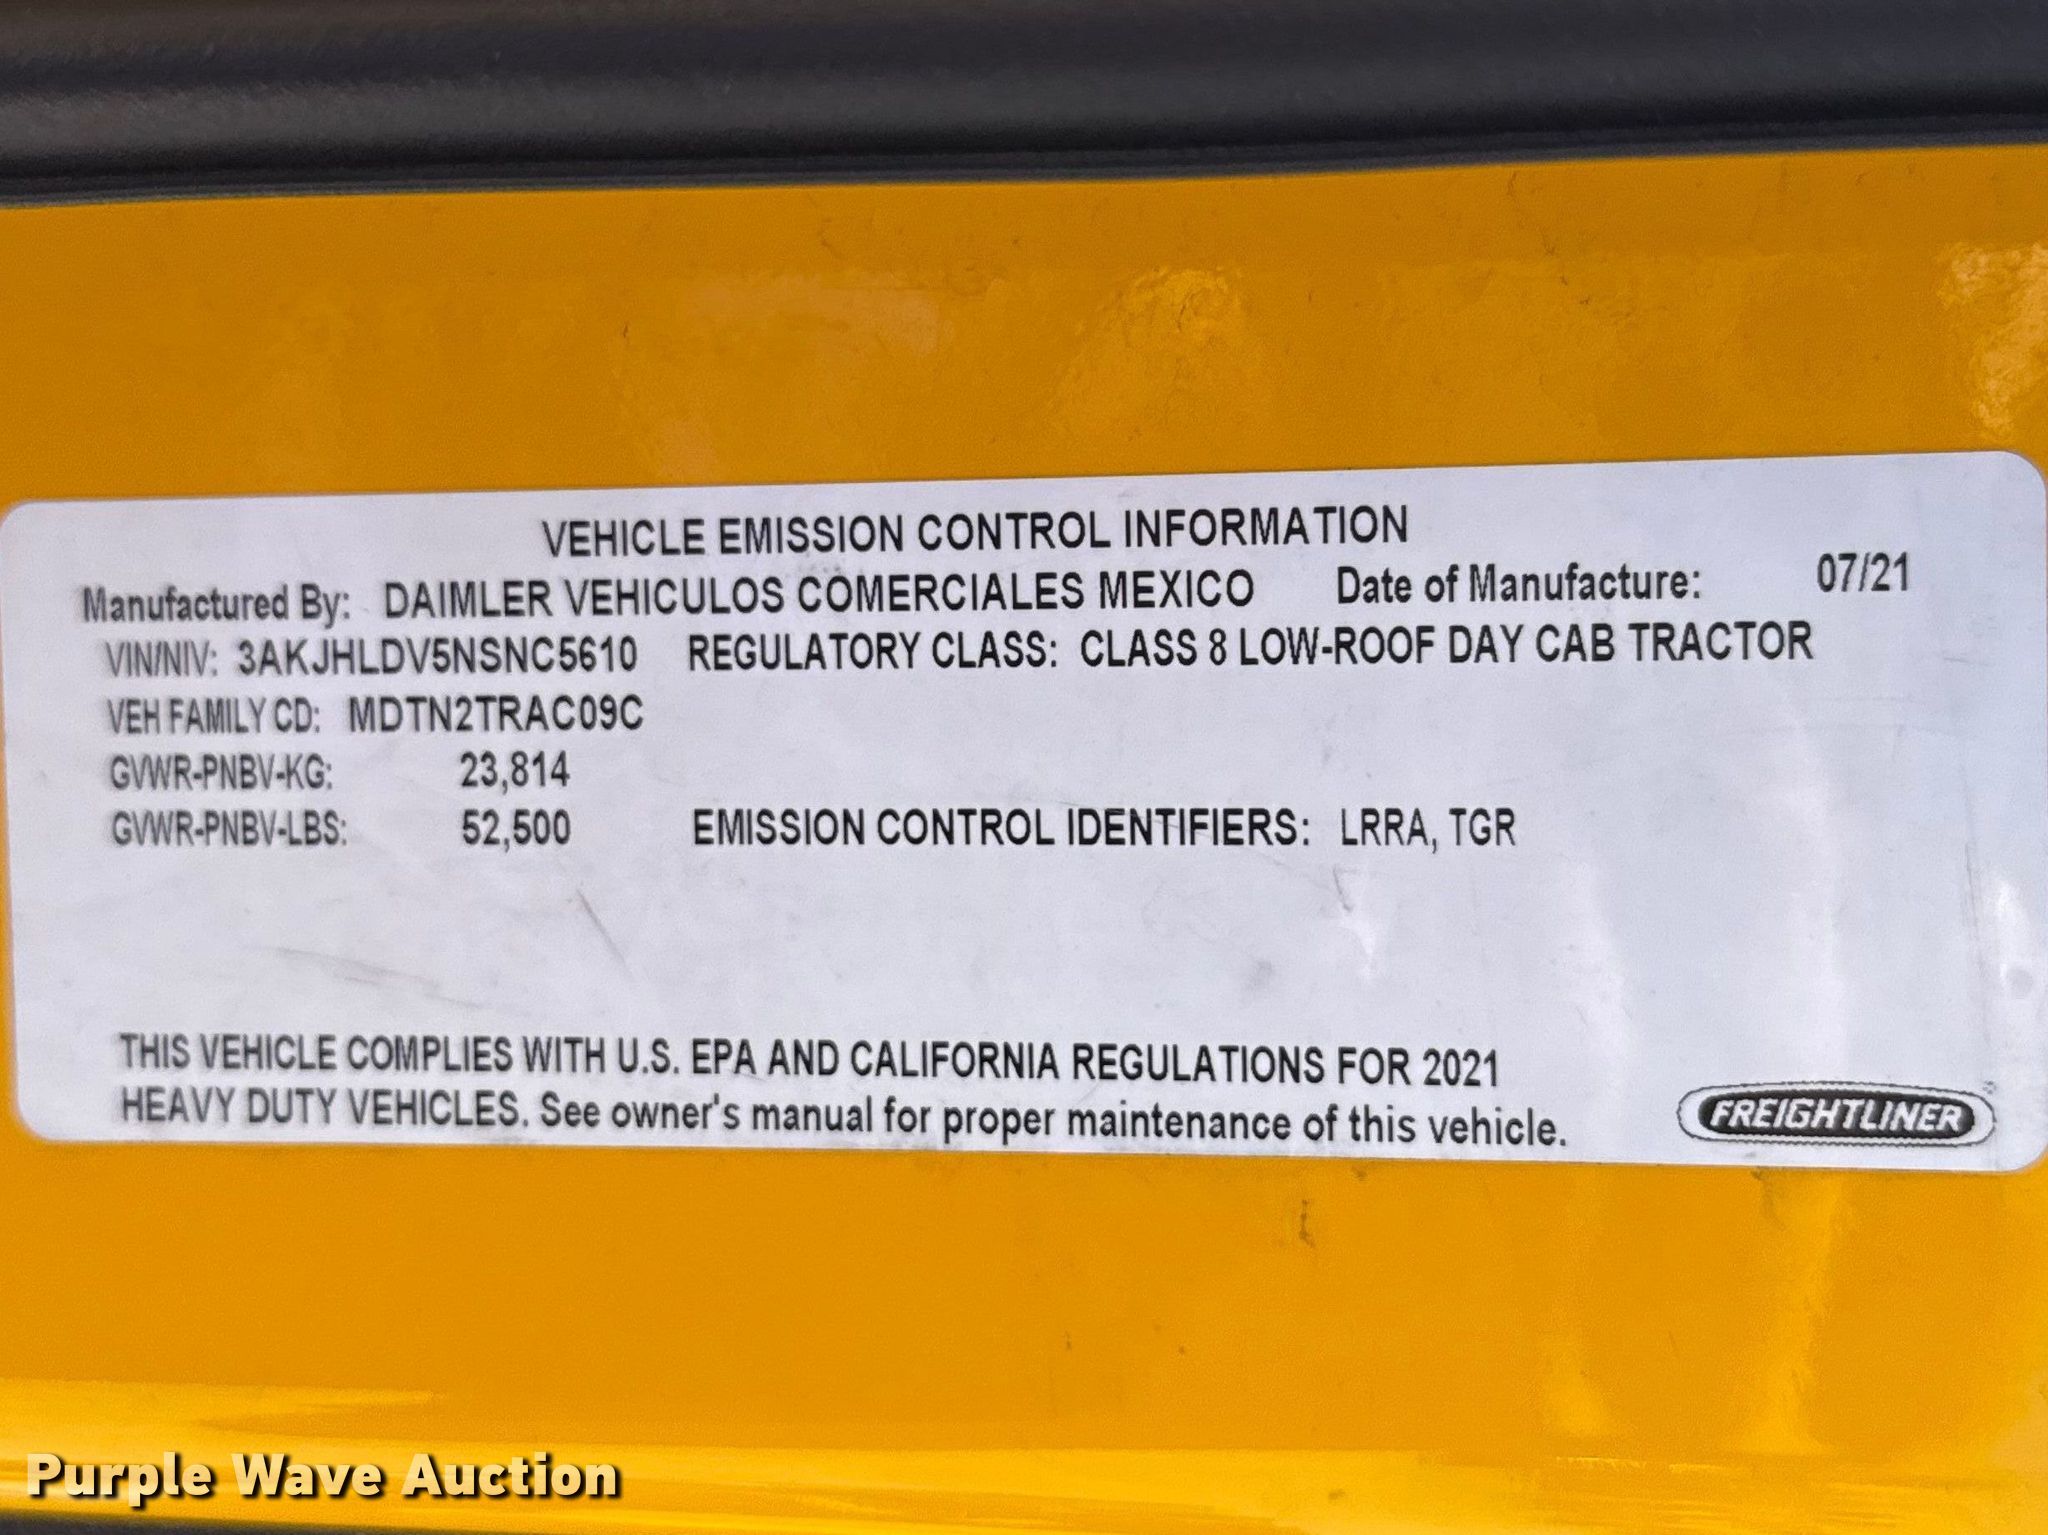 VEHICLE EMISSION CONTROL INFORMATION
Manufactured By: DAIMLER VEHICULOS COMERCIALES MEXICO Date of Manufacture: 07/21
VIN/NIV: 3AKJHLDV5NSNC5610 REGULATORY CLASS: CLASS 8 LOW-ROOF DAY CAB TRACTOR
VEH FAMILY CD: MDTN2TRAC09C
GVWR-PNBV-KG: 23,814
GVWR-PNBV-LBS: 52,500 EMISSION CONTROL IDENTIFIERS: LRRA, TGR
THIS VEHICLE COMPLIES WITH U.S. EPA AND CALIFORNIA REGULATIONS FOR 2021
HEAVY DUTY VEHICLES. See owner's manual for proper maintenance of this vehicle.
FREIGHTLINER
Purple Wave Auction